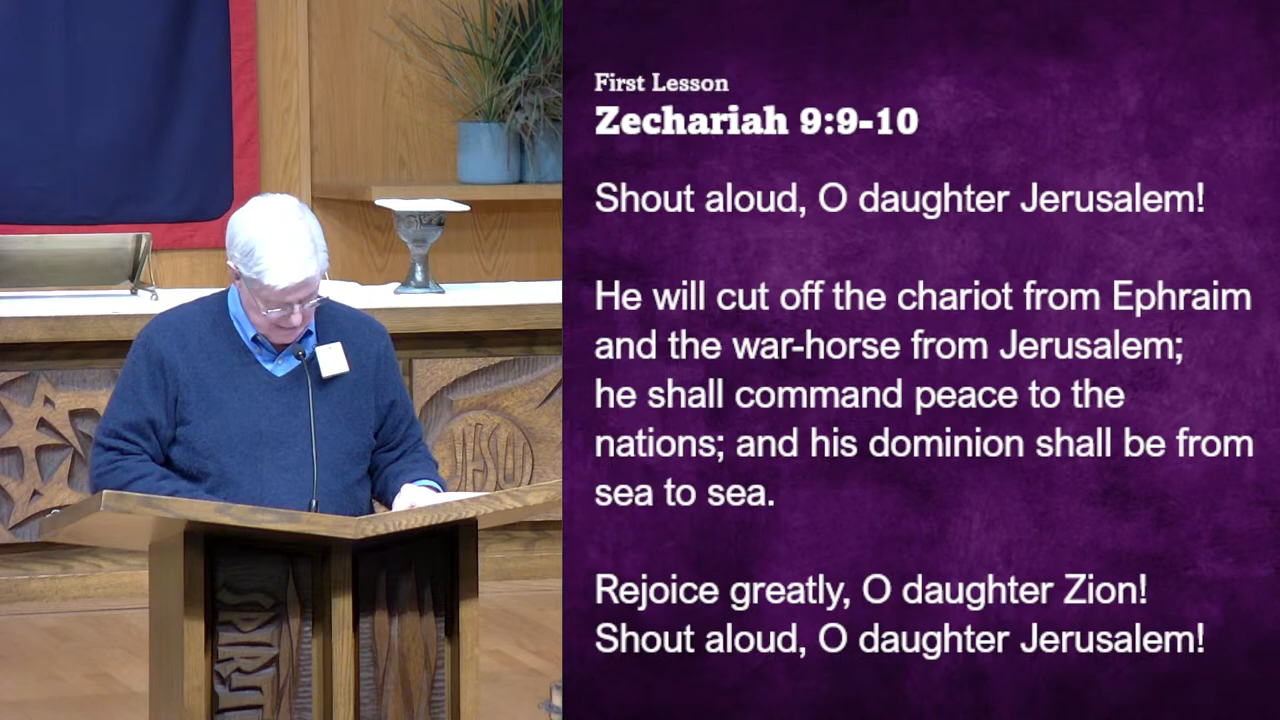 First Lesson
Zechariah 9:9-10
Shout aloud, O daughter Jerusalem!
He will cut off the chariot from Ephraim
and the war-horse from Jerusalem;
he shall command peace to the
nations; and his dominion shall be from
sea to sea.
Rejoice greatly, O daughter Zion!
Shout aloud, O daughter Jerusalem!
JESU